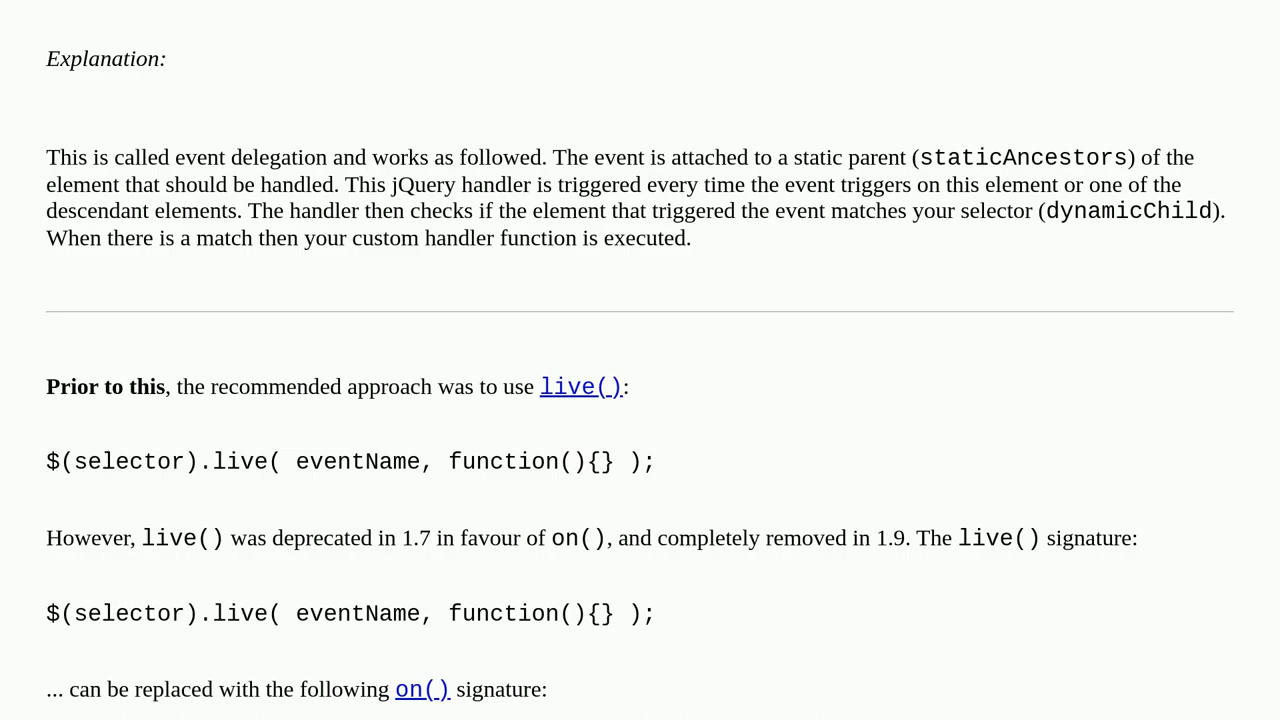 Explanation:
This is called event delegation and works as followed. The event is attached to a static parent (staticAncestors) of the
element that should be handled. This jQuery handler is triggered every time the event triggers on this element or one of the
descendant elements. The handler then checks if the element that triggered the event matches your selector (dynamicChild).
When there is a match then your custom handler function is executed.
Prior to this, the recommended approach was to use live():
$(selector).live( eventName, function(){} );
However, live() was deprecated in 1.7 in favour of on(), and completely removed in 1.9. The live() signature:
$(selector).live( eventName, function(){} );
... can be replaced with the following on() signature: